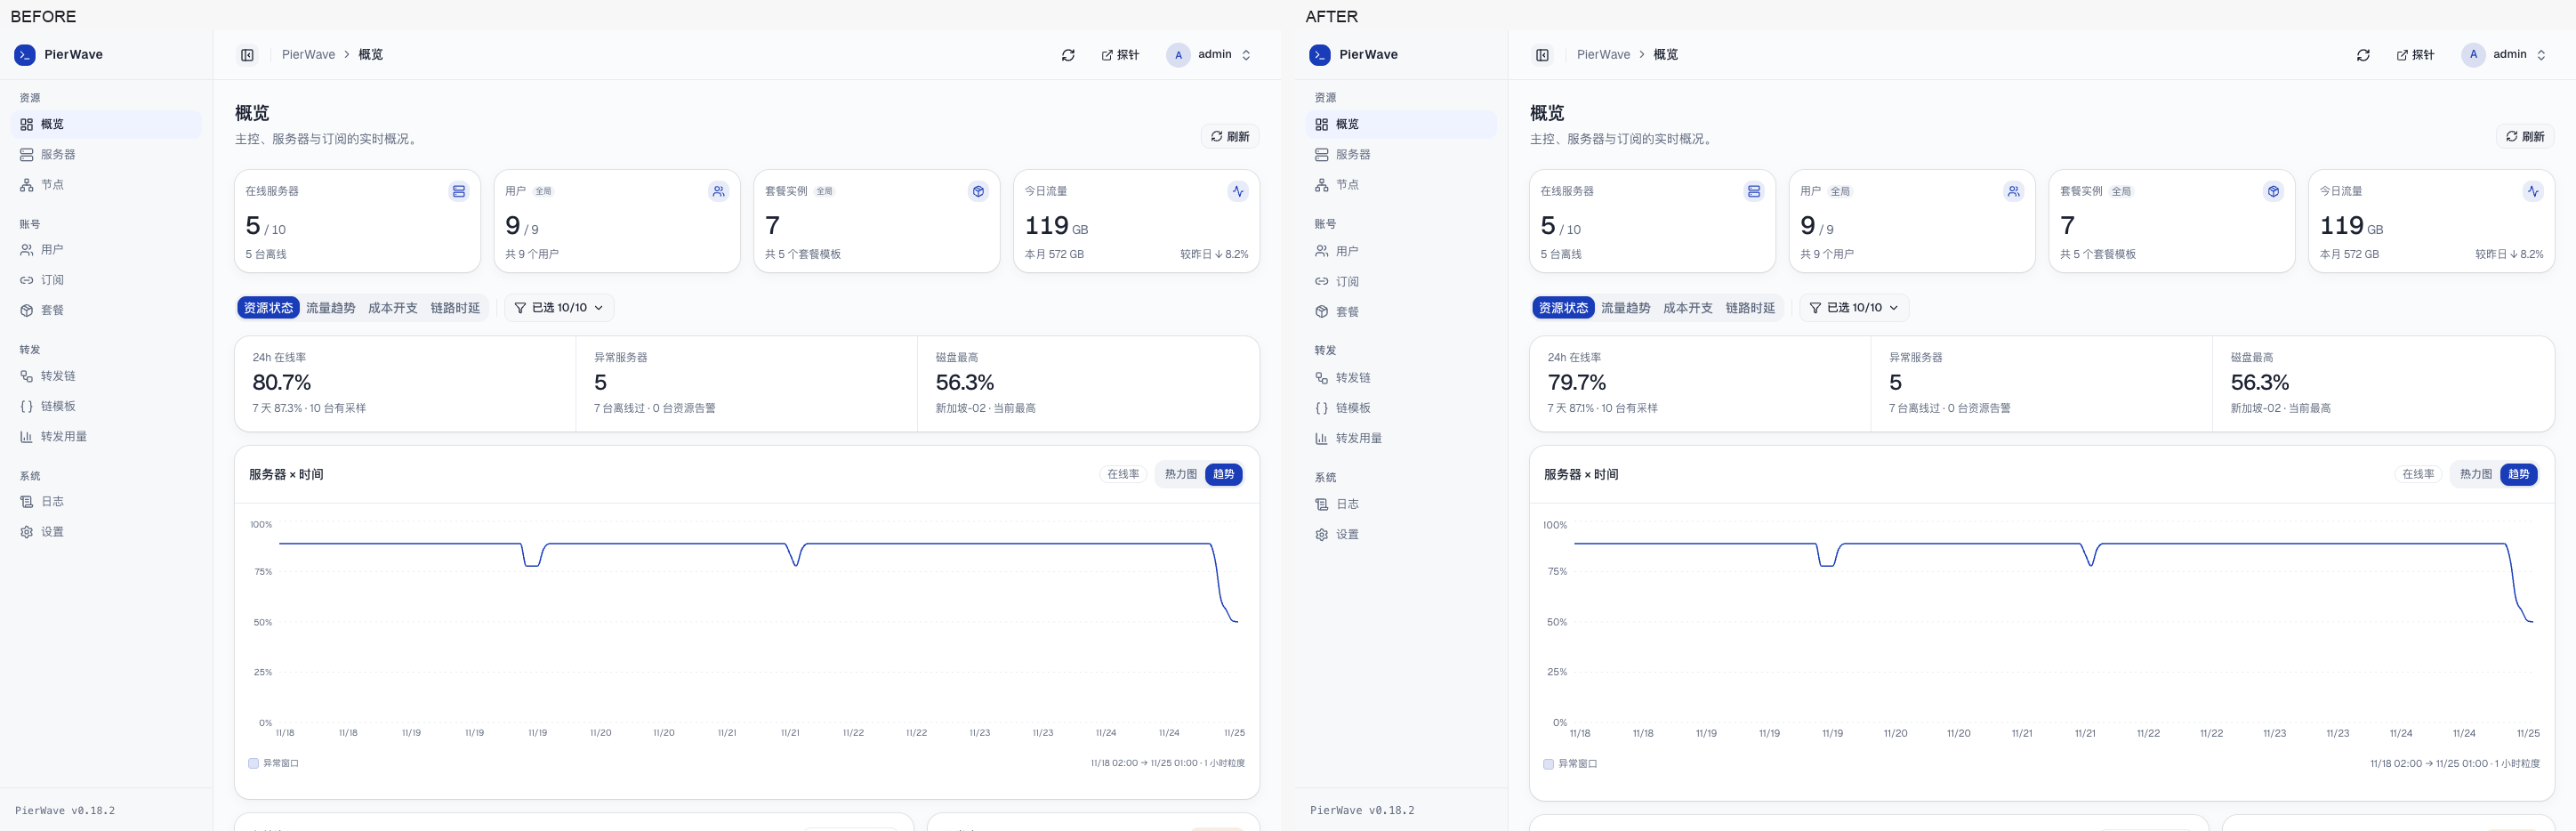 BEFORE
PierWave
PierWave > 概览
探针
A admin
资源
概览
服务器
节点
账号
用户
订阅
套餐
转发
转发链
链模板
转发用量
系统
日志
设置
PierWave v0.18.2
概览
主控、服务器与订阅的实时概况。
刷新
在线服务器
5 / 10
5 台离线
用户 全局
9 / 9
共 9 个用户
套餐实例 全局
7
共 5 个套餐模板
今日流量
119 GB
本月 572 GB 较昨日 ↓ 8.2%
资源状态 流量趋势 成本开支 链路时延 已选 10/10
24h 在线率
80.7%
7 天 87.3% · 10 台有采样
异常服务器
5
7 台离线过 · 0 台资源告警
磁盘最高
56.3%
新加坡-02 · 当前最高
服务器 × 时间 在线率 热力图 趋势
100%
75%
50%
25%
0%
11/18 11/18 11/19 11/19 11/19 11/20 11/20 11/21 11/21 11/22 11/22 11/23 11/23 11/24 11/24 11/25
异常窗口 11/18 02:00 → 11/25 01:00 · 1 小时粒度
AFTER
PierWave
PierWave > 概览
探针
A admin
资源
概览
服务器
节点
账号
用户
订阅
套餐
转发
转发链
链模板
转发用量
系统
日志
设置
PierWave v0.18.2
概览
主控、服务器与订阅的实时概况。
刷新
在线服务器
5 / 10
5 台离线
用户 全局
9 / 9
共 9 个用户
套餐实例 全局
7
共 5 个套餐模板
今日流量
119 GB
本月 572 GB 较昨日 ↓ 8.2%
资源状态 流量趋势 成本开支 链路时延 已选 10/10
24h 在线率
79.7%
7 天 87.1% · 10 台有采样
异常服务器
5
7 台离线过 · 0 台资源告警
磁盘最高
56.3%
新加坡-02 · 当前最高
服务器 × 时间 在线率 热力图 趋势
100%
75%
50%
25%
0%
11/18 11/18 11/19 11/19 11/19 11/20 11/20 11/21 11/21 11/22 11/22 11/23 11/23 11/24 11/24 11/25
异常窗口 11/18 02:00 → 11/25 01:00 · 1 小时粒度